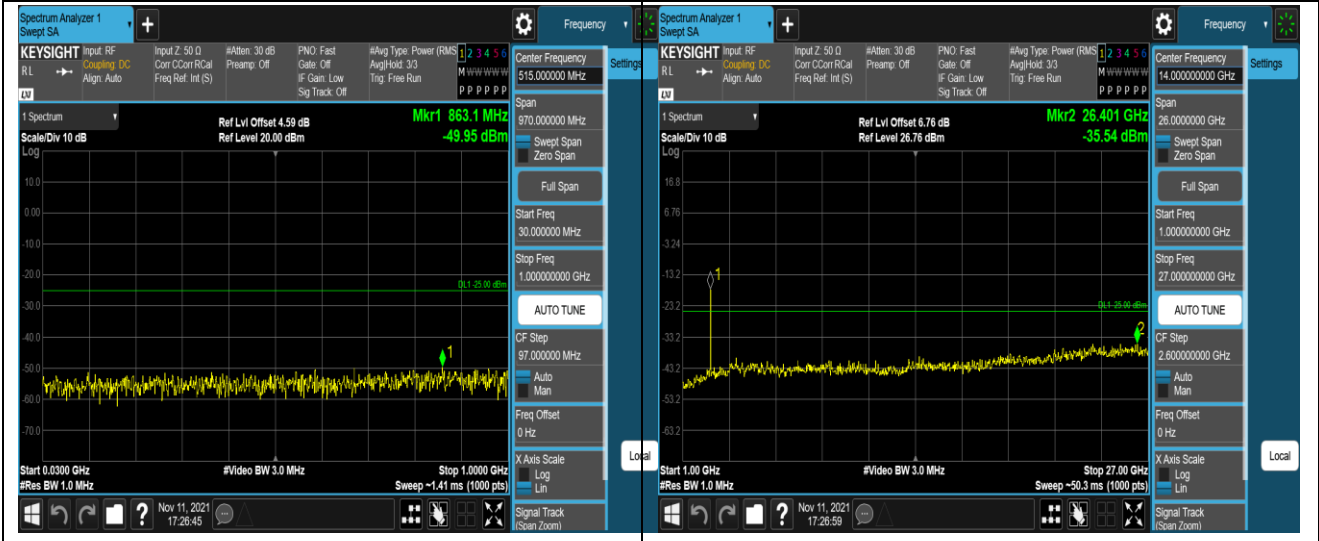 Spectrum Analyzer 1
Swept SA
+
Frequency
KEYSIGHT
RL
LXI
Input: RF
Coupling: DC
Align: Auto
Input Z: 50 Ω
Corr CCorr RCal
Freq Ref: Int (S)
#Atten: 30 dB
Preamp: Off
PNO: Fast
Gate: Off
IF Gain: Low
Sig Track: Off
#Avg Type: Power (RMS
Avg|Hold: 3/3
Trig: Free Run
1 2 3 4 5 6
M W W W W W
P P P P P P
1 Spectrum
Scale/Div 10 dB
Log
Ref Lvl Offset 4.59 dB
Ref Level 20.00 dBm
Mkr1 863.1 MHz
-49.95 dBm
10.0
0.00
-10.0
-20.0
DL1 -25.00 dBm
-30.0
-40.0
1
-50.0
-60.0
-70.0
Start 0.0300 GHz
#Res BW 1.0 MHz
#Video BW 3.0 MHz
Stop 1.0000 GHz
Sweep ~1.41 ms (1000 pts)
?
Nov 11, 2021
17:26:45
Center Frequency
515.000000 MHz
Settings
Span
970.000000 MHz
Swept Span
Zero Span
Full Span
Start Freq
30.000000 MHz
Stop Freq
1.000000000 GHz
AUTO TUNE
CF Step
97.000000 MHz
Auto
Man
Freq Offset
0 Hz
X Axis Scale
Log
Lin
Local
Signal Track
(Span Zoom)
Spectrum Analyzer 1
Swept SA
+
Frequency
KEYSIGHT
RL
LXI
Input: RF
Coupling: DC
Align: Auto
Input Z: 50 Ω
Corr CCorr RCal
Freq Ref: Int (S)
#Atten: 30 dB
Preamp: Off
PNO: Fast
Gate: Off
IF Gain: Low
Sig Track: Off
#Avg Type: Power (RMS
Avg|Hold: 3/3
Trig: Free Run
1 2 3 4 5 6
M W W W W W
P P P P P P
1 Spectrum
Scale/Div 10 dB
Log
Ref Lvl Offset 6.76 dB
Ref Level 26.76 dBm
Mkr2 26.401 GHz
-35.54 dBm
16.8
6.76
-3.24
-13.2
1
-23.2
DL1 -25.00 dBm
-33.2
2
-43.2
-53.2
-63.2
Start 1.00 GHz
#Res BW 1.0 MHz
#Video BW 3.0 MHz
Stop 27.00 GHz
Sweep ~50.3 ms (1000 pts)
?
Nov 11, 2021
17:26:59
Center Frequency
14.000000000 GHz
Settings
Span
26.0000000 GHz
Swept Span
Zero Span
Full Span
Start Freq
1.000000000 GHz
Stop Freq
27.000000000 GHz
AUTO TUNE
CF Step
2.600000000 GHz
Auto
Man
Freq Offset
0 Hz
X Axis Scale
Log
Lin
Local
Signal Track
(Span Zoom)